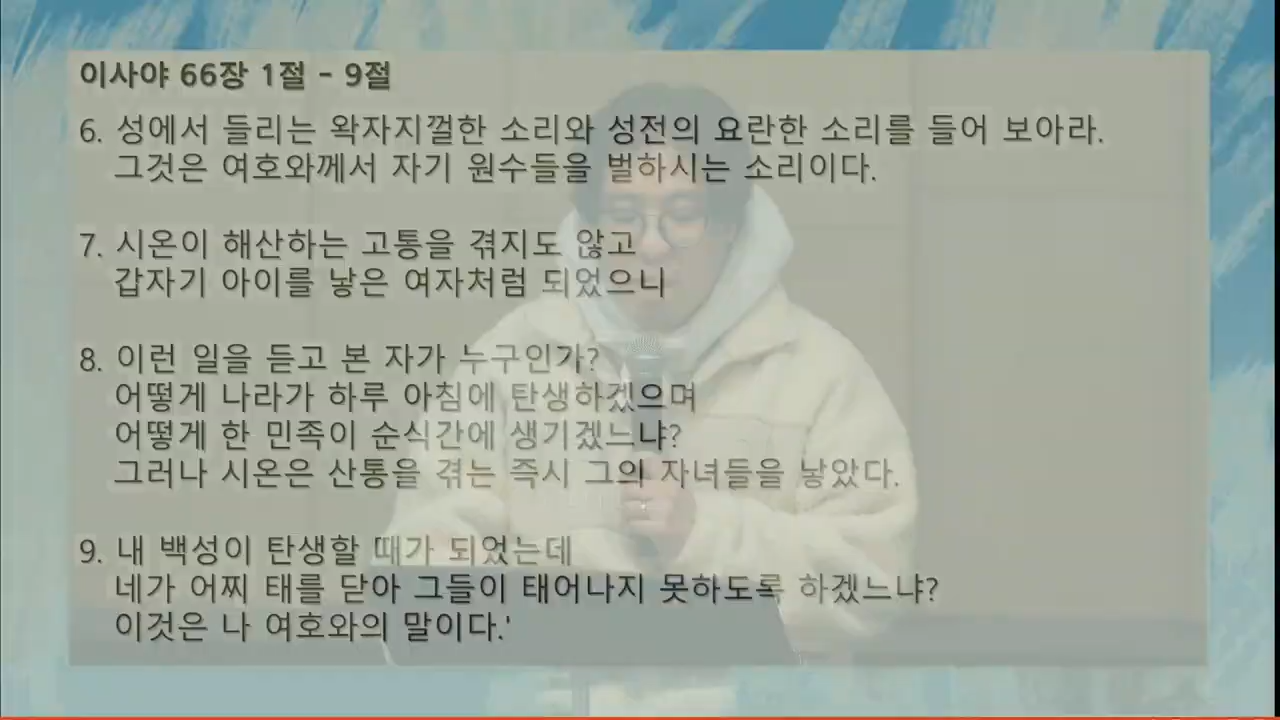 이사야 66장 1절 - 9절
6. 성에서 들리는 왁자지껄한 소리와 성전의 요란한 소리를 들어 보아라.
그것은 여호와께서 자기 원수들을 벌하시는 소리이다.
7. 시온이 해산하는 고통을 겪지도 않고
갑자기 아이를 낳은 여자처럼 되었으니
8. 이런 일을 듣고 본 자가 누구인가?
어떻게 나라가 하루 아침에 탄생하겠으며
어떻게 한 민족이 순식간에 생기겠느냐?
그러나 시온은 산통을 겪는 즉시 그의 자녀들을 낳았다.
9. 내 백성이 탄생할 때가 되었는데
네가 어찌 태를 닫아 그들이 태어나지 못하도록 하겠느냐?
이것은 나 여호와의 말이다.'